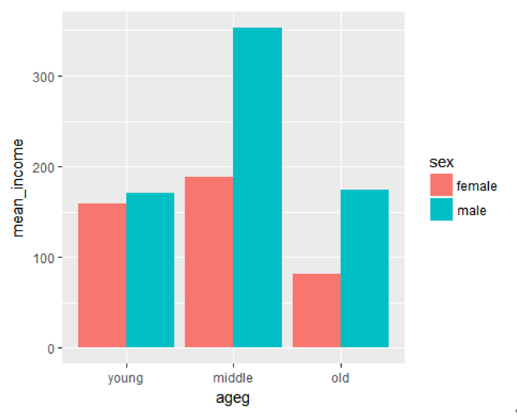 mean_income
300
200
100
0
young middle old
ageg
sex
female
male